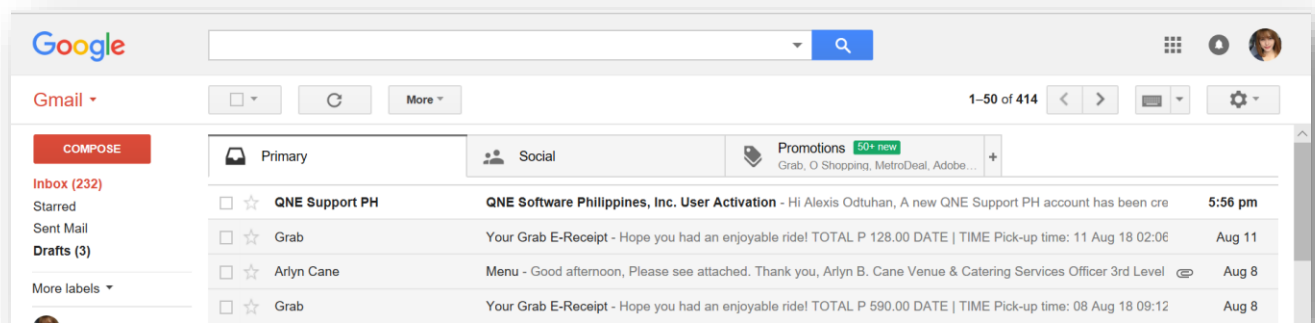 Google
Gmail
More
1–50 of 414
COMPOSE
Inbox (232)
Starred
Sent Mail
Drafts (3)
More labels
Primary
Social
Promotions 50+ new
Grab, O Shopping, MetroDeal, Adobe...
+
QNE Support PH QNE Software Philippines, Inc. User Activation - Hi Alexis Odtuhan, A new QNE Support PH account has been cre 5:56 pm
Grab Your Grab E-Receipt - Hope you had an enjoyable ride! TOTAL P 128.00 DATE | TIME Pick-up time: 11 Aug 18 02:06 Aug 11
Arlyn Cane Menu - Good afternoon, Please see attached. Thank you, Arlyn B. Cane Venue & Catering Services Officer 3rd Level Aug 8
Grab Your Grab E-Receipt - Hope you had an enjoyable ride! TOTAL P 590.00 DATE | TIME Pick-up time: 08 Aug 18 09:12 Aug 8